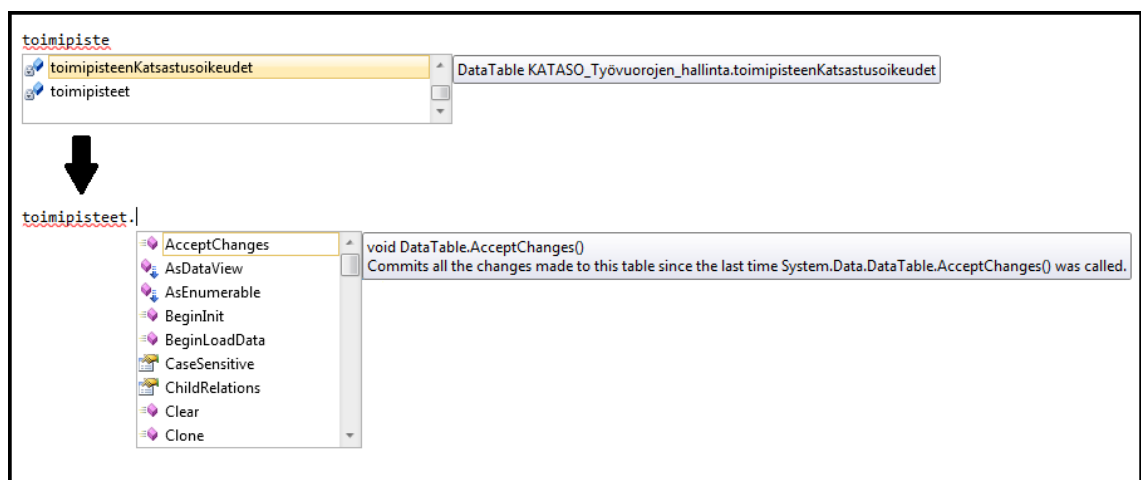 toimipiste
toimipisteenKatsastusoikeudet
DataTable KATASO_Työvuorojen_hallinta.toimipisteenKatsastusoikeudet
toimipisteet
toimipisteet.
AcceptChanges
void DataTable.AcceptChanges()
Commits all the changes made to this table since the last time System.Data.DataTable.AcceptChanges() was called.
AsDataView
AsEnumerable
BeginInit
BeginLoadData
CaseSensitive
ChildRelations
Clear
Clone